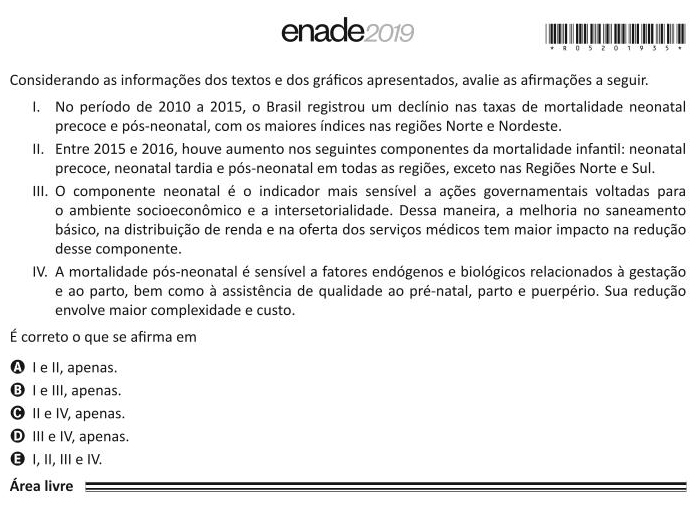 enade2019
*R05201935*
Considerando as informações dos textos e dos gráficos apresentados, avalie as afirmações a seguir.
I. No período de 2010 a 2015, o Brasil registrou um declínio nas taxas de mortalidade neonatal
precoce e pós-neonatal, com os maiores índices nas regiões Norte e Nordeste.
II. Entre 2015 e 2016, houve aumento nos seguintes componentes da mortalidade infantil: neonatal
precoce, neonatal tardia e pós-neonatal em todas as regiões, exceto nas Regiões Norte e Sul.
III. O componente neonatal é o indicador mais sensível a ações governamentais voltadas para
o ambiente socioeconômico e a intersetorialidade. Dessa maneira, a melhoria no saneamento
básico, na distribuição de renda e na oferta dos serviços médicos tem maior impacto na redução
desse componente.
IV. A mortalidade pós-neonatal é sensível a fatores endógenos e biológicos relacionados à gestação
e ao parto, bem como à assistência de qualidade ao pré-natal, parto e puerpério. Sua redução
envolve maior complexidade e custo.
É correto o que se afirma em
A I e II, apenas.
B I e III, apenas.
C II e IV, apenas.
D III e IV, apenas.
E I, II, III e IV.
Área livre